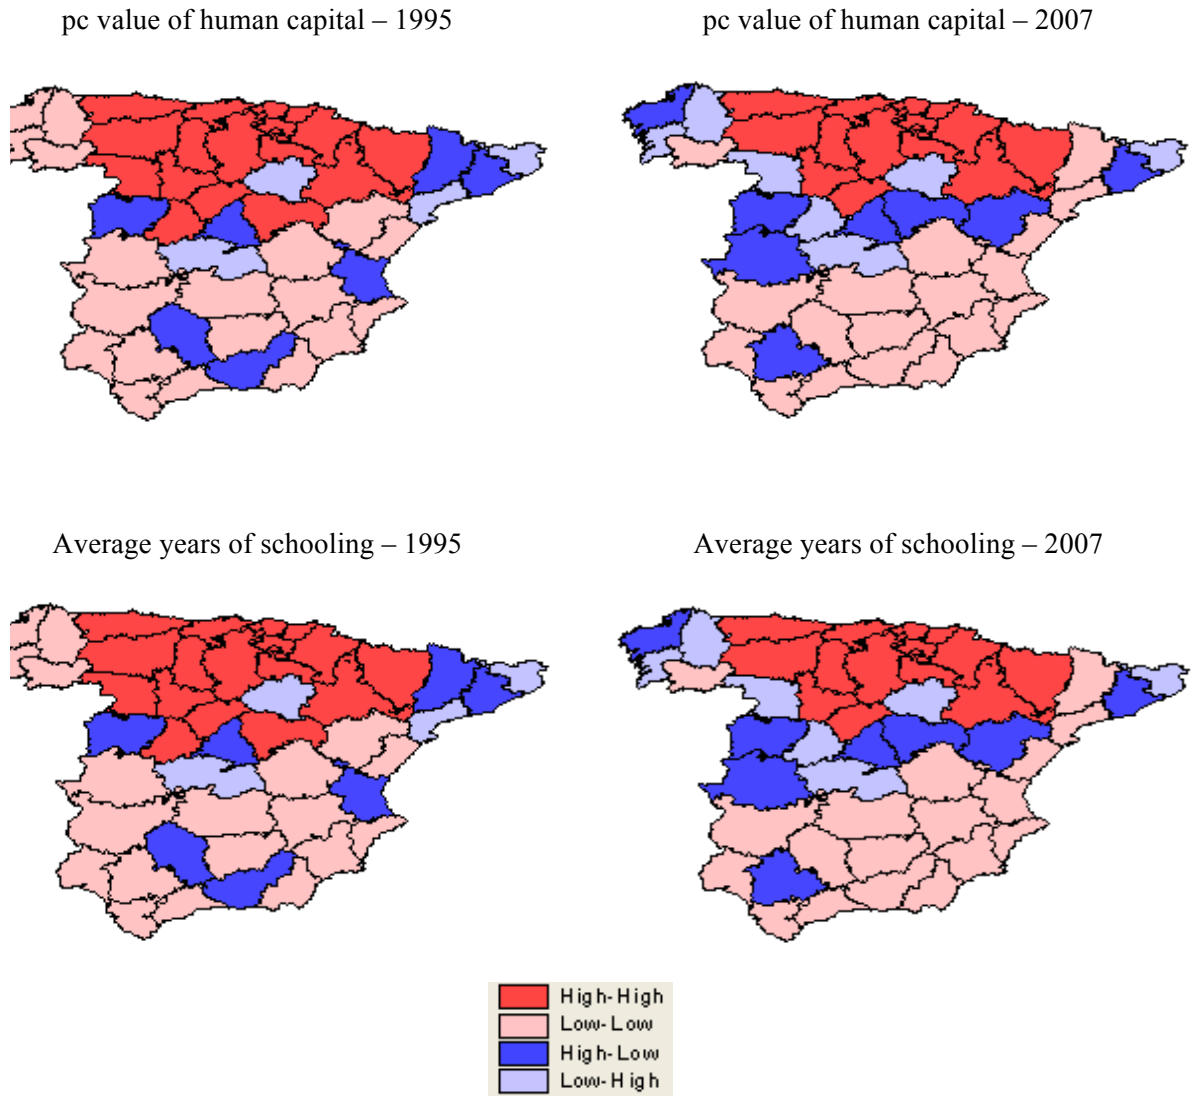 pc value of human capital – 1995
pc value of human capital – 2007
Average years of schooling – 1995
Average years of schooling – 2007
High-High
Low-Low
High-Low
Low-High